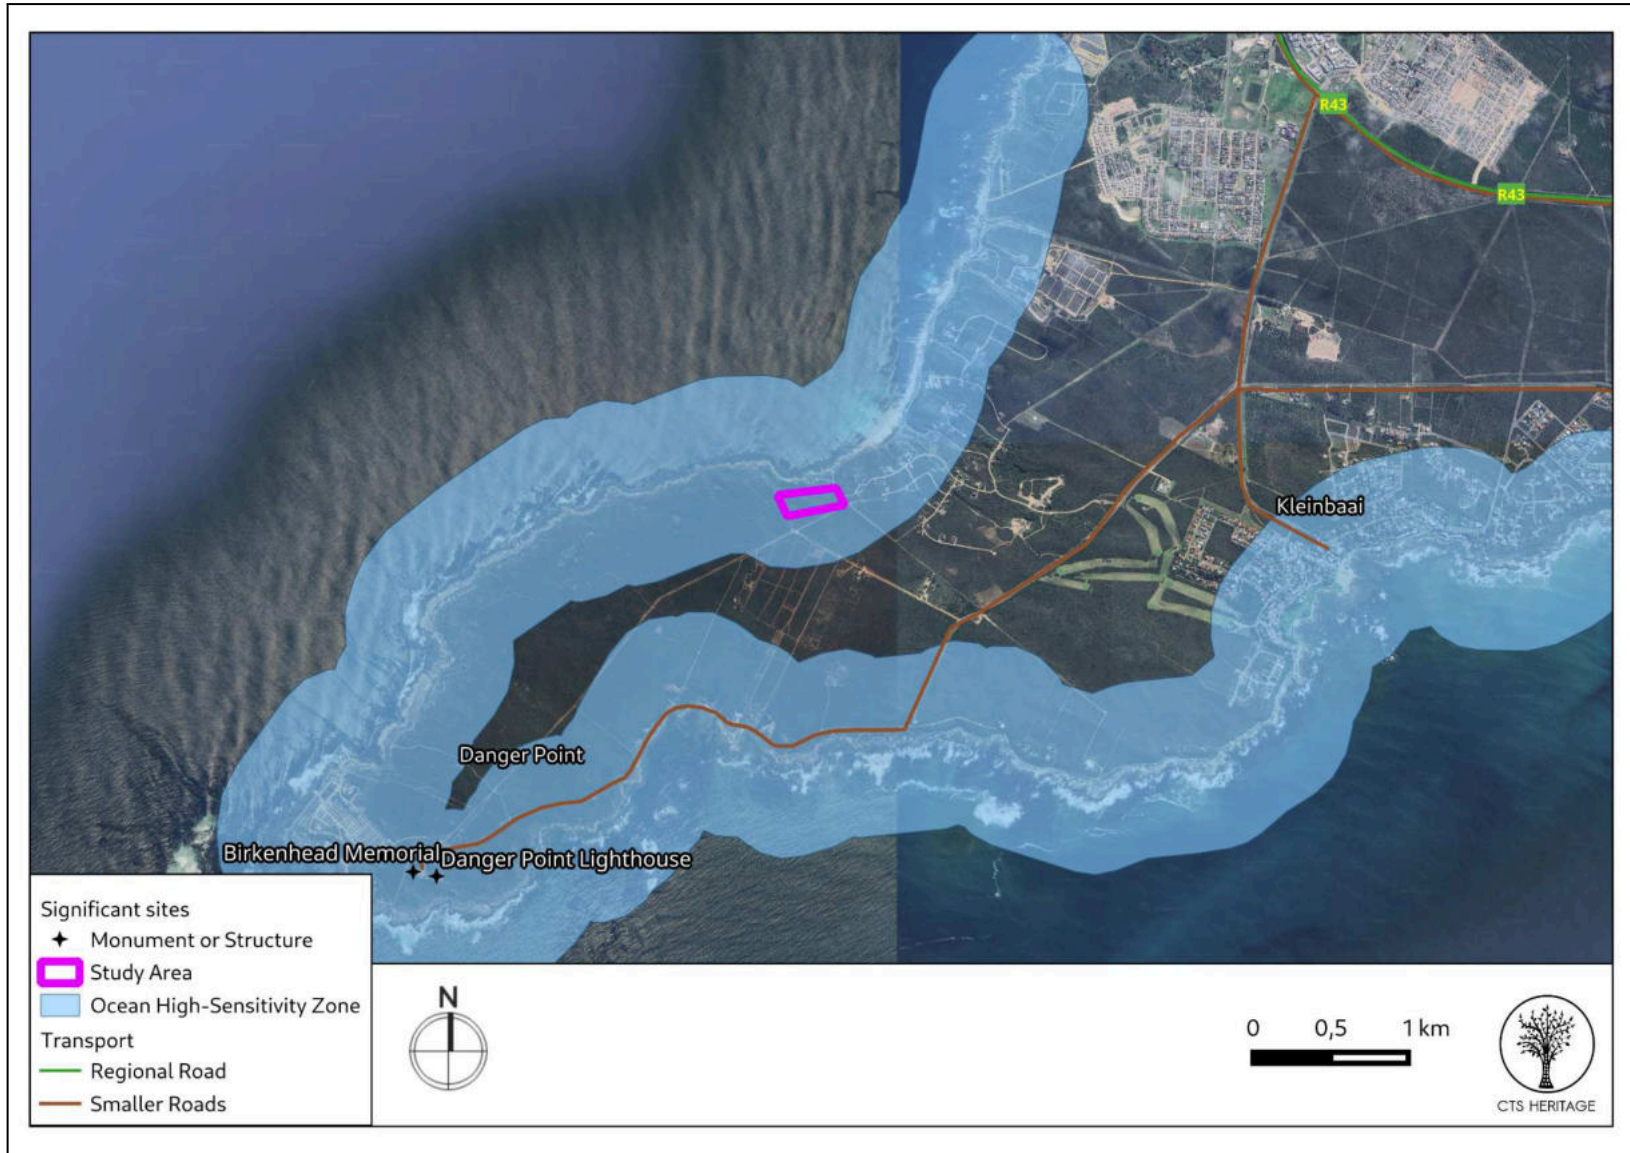 R43
R43
Kleinbaai
Danger Point
Birkenhead Memorial
Danger Point Lighthouse
Significant sites
Monument or Structure
Study Area
Ocean High-Sensitivity Zone
Transport
Regional Road
Smaller Roads
N
0 0,5 1 km
CTS HERITAGE